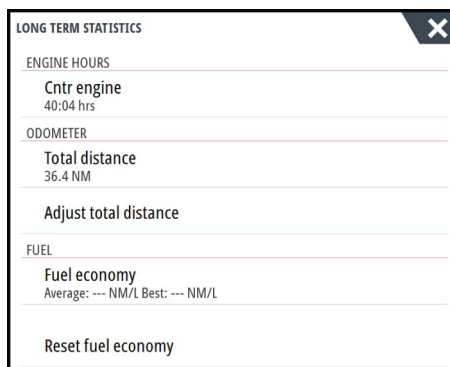 LONG TERM STATISTICS
ENGINE HOURS
Cntr engine
40:04 hrs
ODOMETER
Total distance
36.4 NM
Adjust total distance
FUEL
Fuel economy
Average: --- NM/L Best: --- NM/L
Reset fuel economy